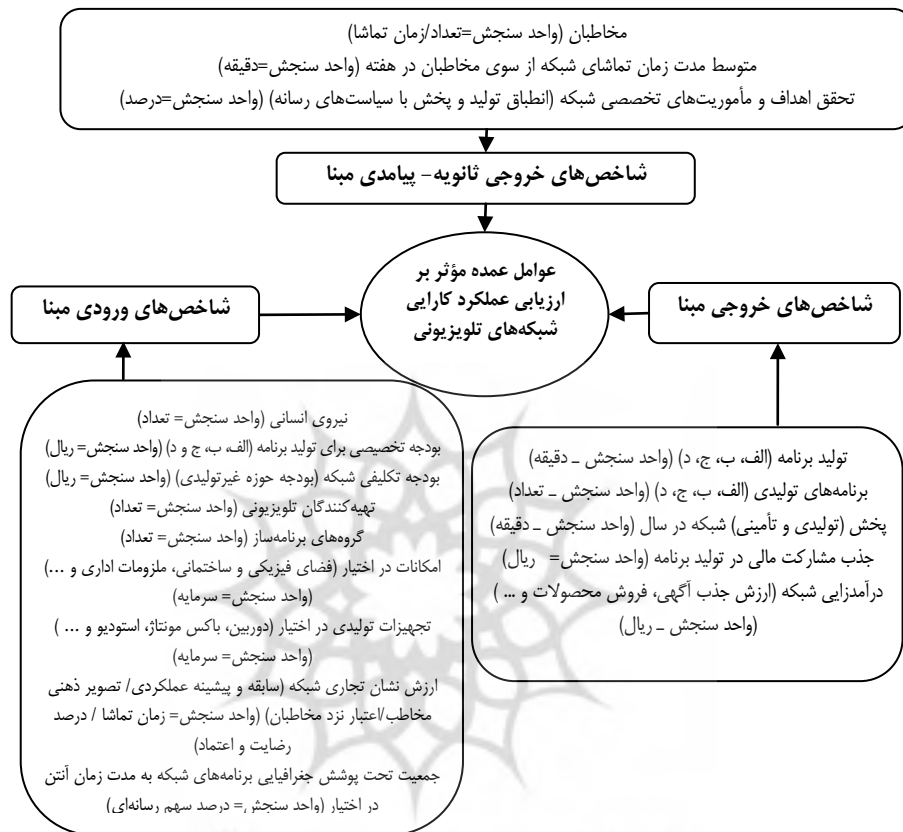 مخاطبان (واحد سنجش=تعداد/زمان تماشا)
متوسط مدت زمان تماشای شبکه از سوی مخاطبان در هفته (واحد سنجش=دقیقه)
تحقق اهداف و مأموریت‌های تخصصی شبکه (انطباق تولید و پخش با سیاست‌های رسانه) (واحد سنجش=درصد)
شاخص‌های خروجی ثانویه- پیامدی مبنا
عوامل عمده مؤثر بر
ارزیابی عملکرد کارایی
شبکه‌های تلویزیونی
شاخص‌های خروجی مبنا
شاخص‌های ورودی مبنا
تولید برنامه (الف، ب، ج، د) (واحد سنجش ـ دقیقه)
برنامه‌های تولیدی (الف، ب، ج، د) (واحد سنجش ـ تعداد)
پخش (تولیدی و تأمینی) شبکه در سال (واحد سنجش ـ دقیقه)
جذب مشارکت مالی در تولید برنامه (واحد سنجش= ریال)
درآمدزایی شبکه (ارزش جذب آگهی، فروش محصولات و ... )
(واحد سنجش ـ ریال)
نیروی انسانی (واحد سنجش= تعداد)
بودجه تخصیصی برای تولید برنامه (الف، ب، ج و د) (واحد سنجش= ریال)
بودجه تکلیفی شبکه (بودجه حوزه غیرتولیدی) (واحد سنجش= ریال)
تهیه‌کنندگان تلویزیونی (واحد سنجش= تعداد)
گروه‌های برنامه‌ساز (واحد سنجش= تعداد)
امکانات در اختیار (فضای فیزیکی و ساختمانی، ملزومات اداری و ...)
(واحد سنجش= سرمایه)
تجهیزات تولیدی در اختیار (دوربین، باکس مونتاژ، استودیو و ... )
(واحد سنجش= سرمایه)
ارزش نشان تجاری شبکه (سابقه و پیشینه عملکردی/ تصویر ذهنی
مخاطب/اعتبار نزد مخاطبان) (واحد سنجش= زمان تماشا / درصد
رضایت و اعتماد)
جمعیت تحت پوشش جغرافیایی برنامه‌های شبکه به مدت زمان آنتن
در اختیار (واحد سنجش= درصد سهم رسانه‌ای)